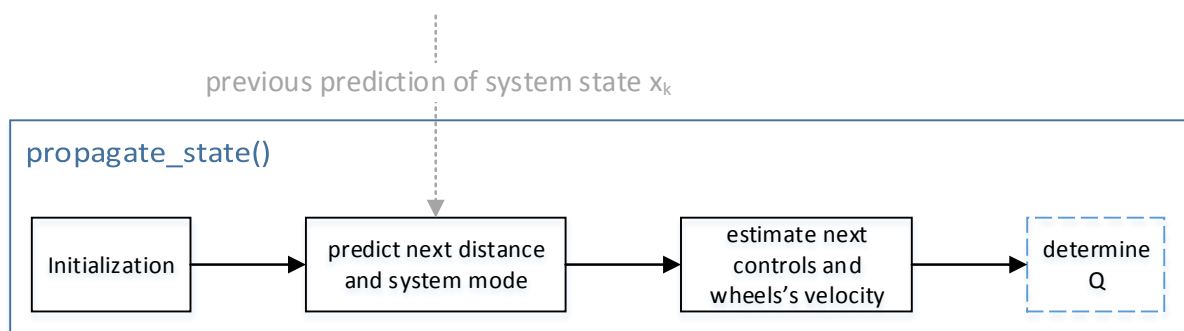 previous prediction of system state xₖ
propagate_state()
Initialization
predict next distance
and system mode
estimate next
controls and
wheels's velocity
determine
Q